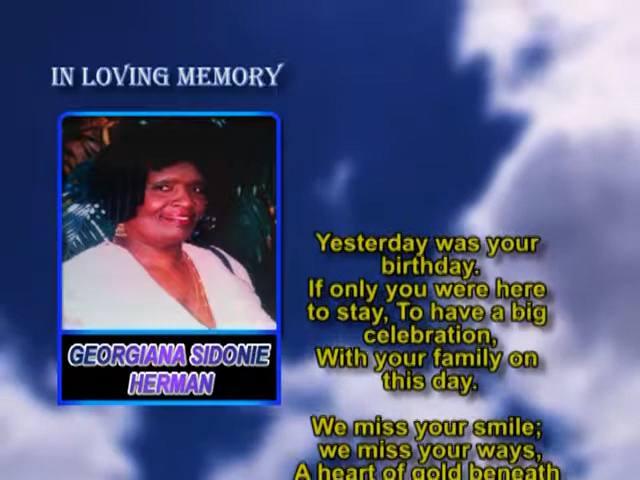 IN LOVING MEMORY
GEORGIANA SIDONIE
HERMAN
Yesterday was your
birthday.
If only you were here
to stay, To have a big
celebration,
With your family on
this day.
We miss your smile;
we miss your ways,
A heart of gold beneath